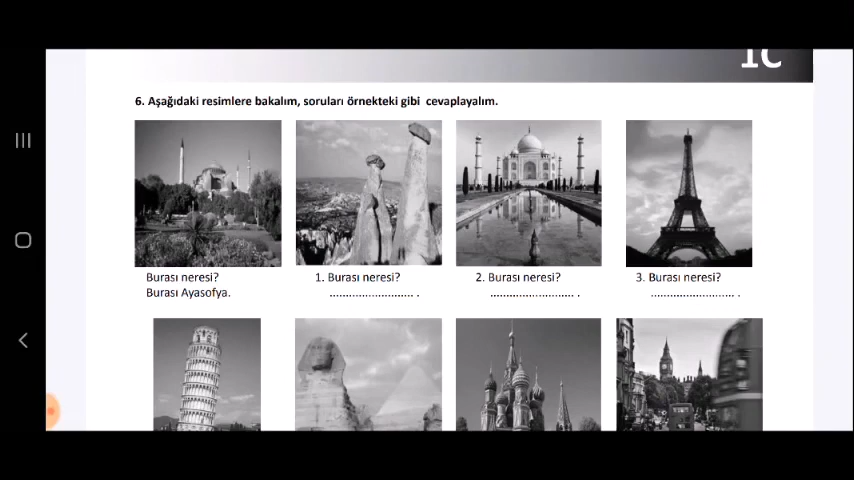 1C
6. Aşağıdaki resimlere bakalım, soruları örnekteki gibi cevaplayalım.
Burası neresi?
Burası Ayasofya.
1. Burası neresi?
........................ .
2. Burası neresi?
........................ .
3. Burası neresi?
........................ .